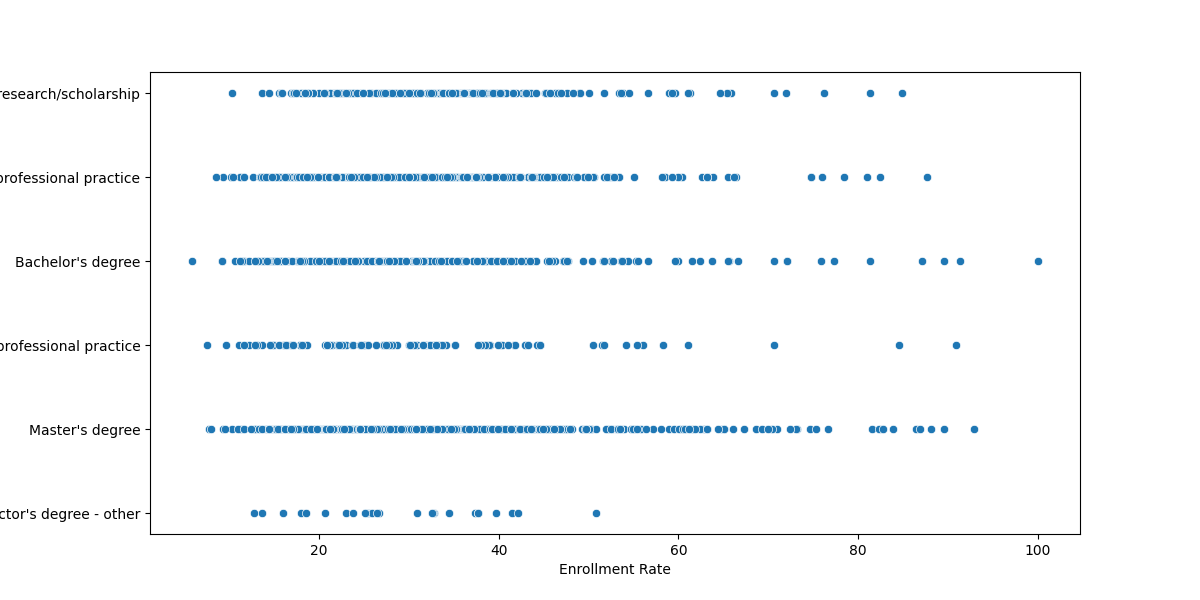 research/scholarship
professional practice
Bachelor's degree
professional practice
Master's degree
ctor's degree - other
20 40 60 80 100
Enrollment Rate